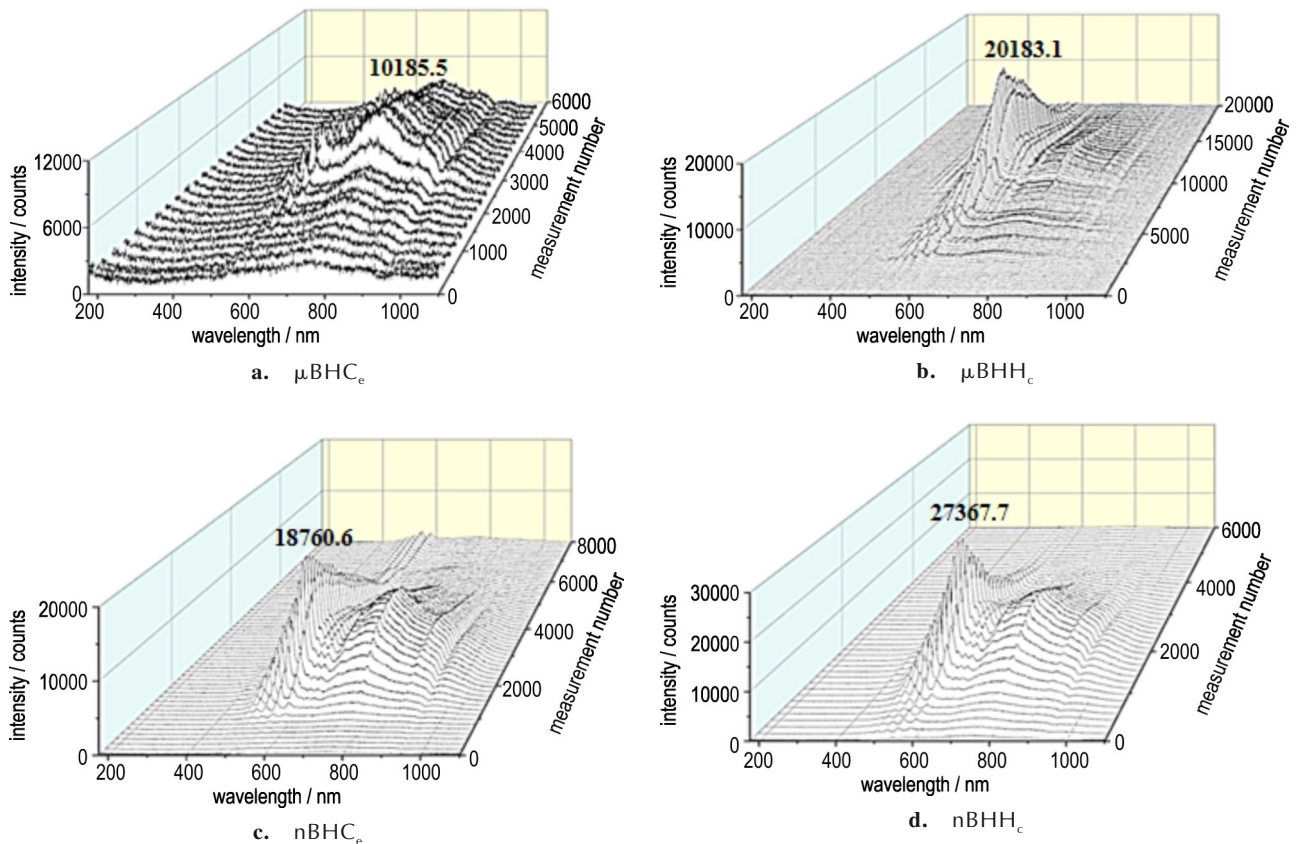 10185.5
6000
5000
4000
3000
2000
1000
0
measurement number
12000
6000
0
intensity / counts
200 400 600 800 1000
wavelength / nm
a. μBHCₑ
20183.1
20000
15000
10000
5000
0
measurement number
20000
10000
0
intensity / counts
200 400 600 800 1000
wavelength / nm
b. μBHH꜀
18760.6
8000
6000
4000
2000
0
measurement number
20000
10000
0
intensity / counts
200 400 600 800 1000
wavelength / nm
c. nBHCₑ
27367.7
6000
4000
2000
0
measurement number
30000
20000
10000
0
intensity / counts
200 400 600 800 1000
wavelength / nm
d. nBHH꜀